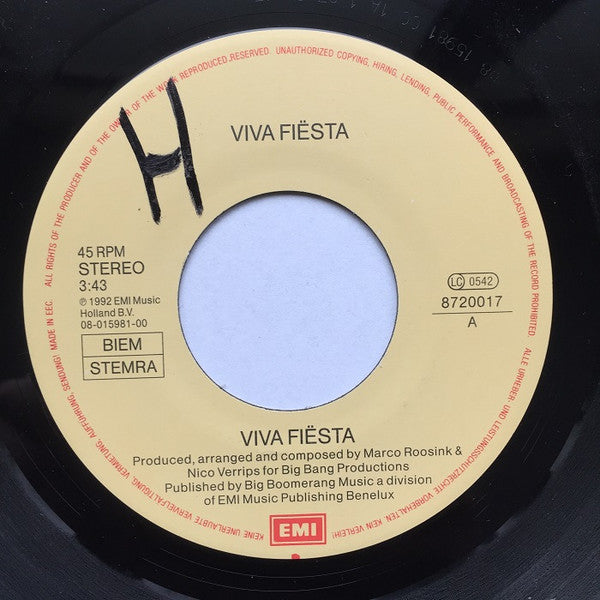 H
VIVA FIËSTA
45 RPM
STEREO
3:43
℗ 1992 EMI Music
Holland B.V.
08-015981-00
BIEM
STEMRA
LC 0542
8720017
A
VIVA FIËSTA
Produced, arranged and composed by Marco Roosink &
Nico Verrips for Big Bang Productions
Published by Big Boomerang Music a division
of EMI Music Publishing Benelux
EMI
MADE IN EEC. ALL RIGHTS OF THE PRODUCER AND OF THE OWNER OF THE WORK REPRODUCED, RESERVED. UNAUTHORIZED COPYING, HIRING, LENDING, PUBLIC PERFORMANCE AND BROADCASTING OF THE RECORD PROHIBITED. ALLE URHEBER- UND LEISTUNGSSCHUTZRECHTE VORBEHALTEN. KEIN VERLEIH! KEINE UNERLAUBTE VERVIELFÄLTIGUNG, VERMIETUNG, AUFFÜHRUNG, SENDUNG!